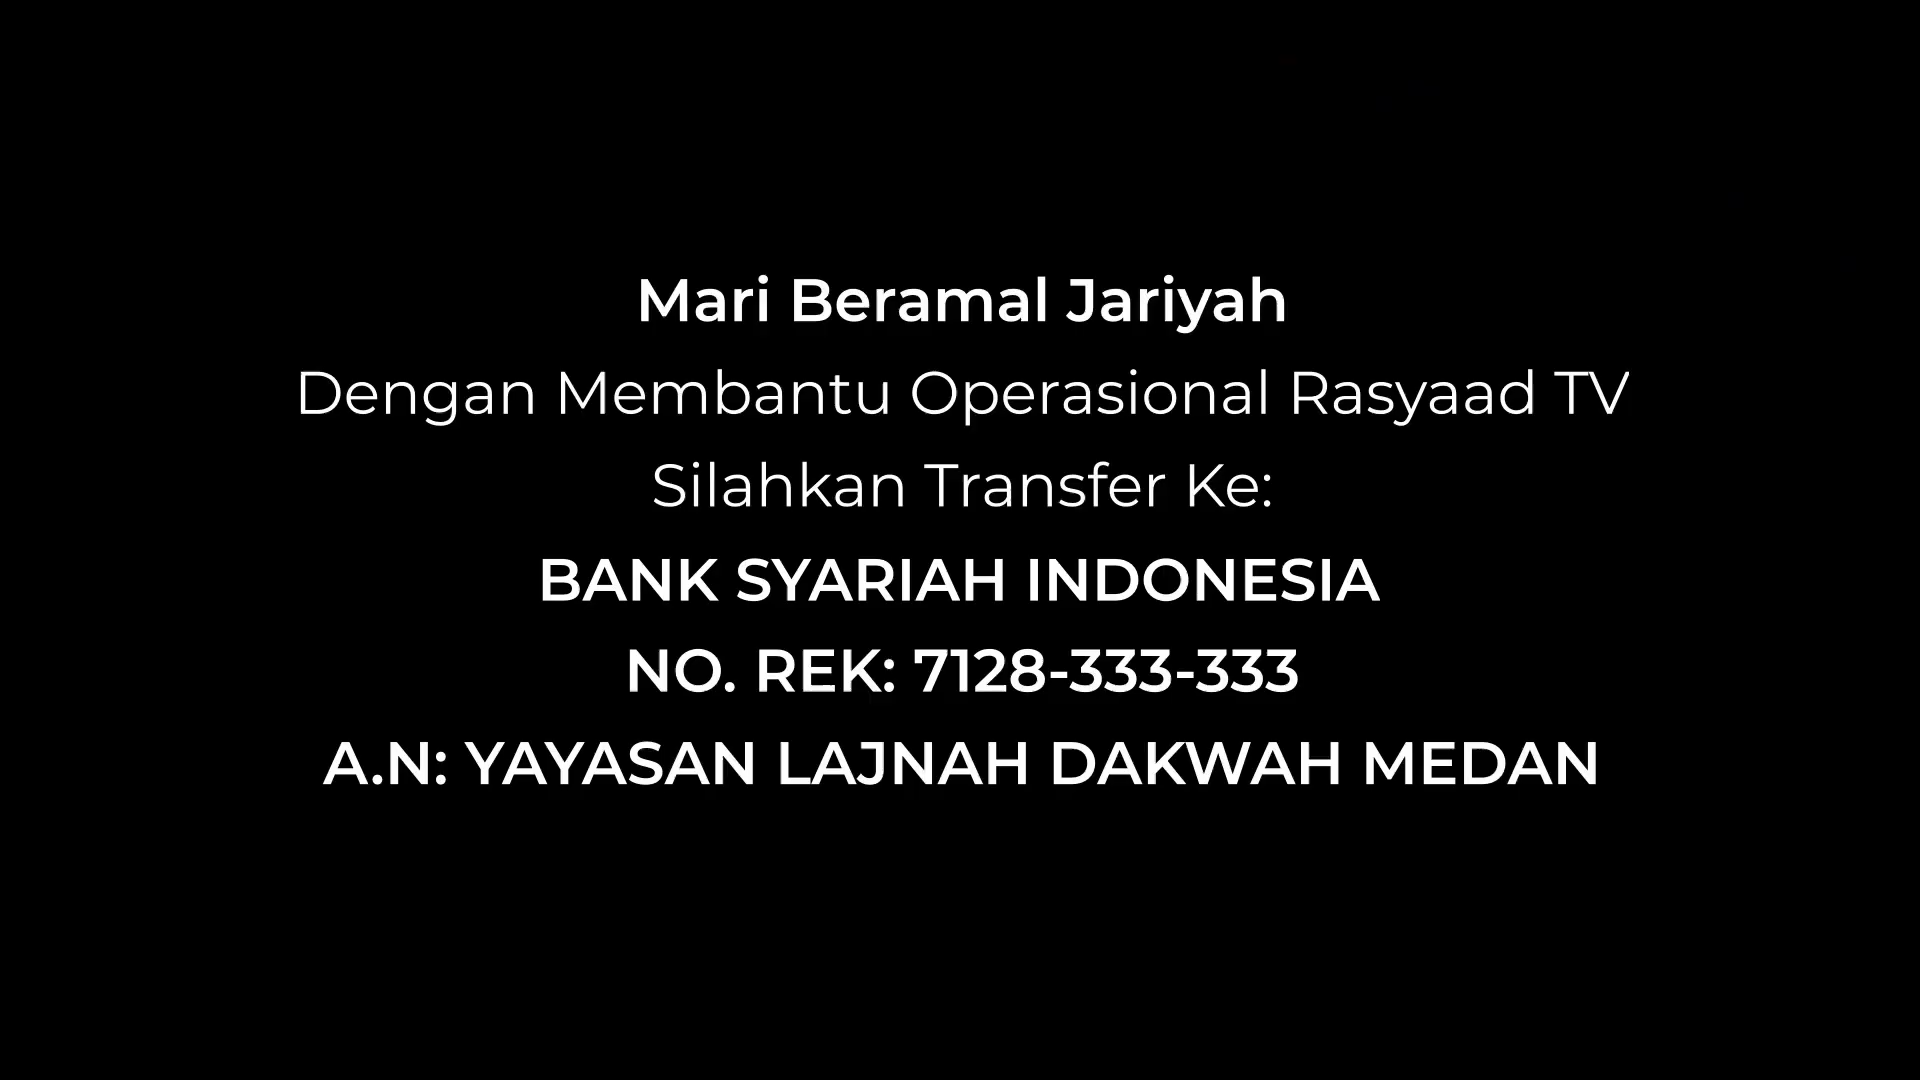 Mari Beramal Jariyah
Dengan Membantu Operasional Rasyaad TV
Silahkan Transfer Ke:
BANK SYARIAH INDONESIA
NO. REK: 7128-333-333
A.N: YAYASAN LAJNAH DAKWAH MEDAN